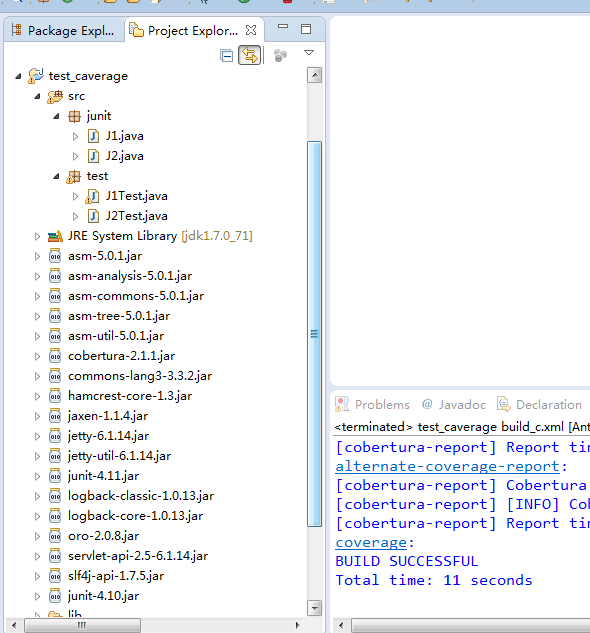 Package Expl...
Project Explor...
test_caverage
src
junit
J1.java
J2.java
test
J1Test.java
J2Test.java
JRE System Library [jdk1.7.0_71]
asm-5.0.1.jar
asm-analysis-5.0.1.jar
asm-commons-5.0.1.jar
asm-tree-5.0.1.jar
asm-util-5.0.1.jar
cobertura-2.1.1.jar
commons-lang3-3.3.2.jar
hamcrest-core-1.3.jar
jaxen-1.1.4.jar
jetty-6.1.14.jar
jetty-util-6.1.14.jar
junit-4.11.jar
logback-classic-1.0.13.jar
logback-core-1.0.13.jar
oro-2.0.8.jar
servlet-api-2.5-6.1.14.jar
slf4j-api-1.7.5.jar
junit-4.10.jar
lib
Problems @ Javadoc Declaration
<terminated> test_caverage build_c.xml [Ant
[cobertura-report] Report tim
alternate-coverage-report:
[cobertura-report] Cobertura
[cobertura-report] [INFO] Cob
[cobertura-report] Report tim
coverage:
BUILD SUCCESSFUL
Total time: 11 seconds